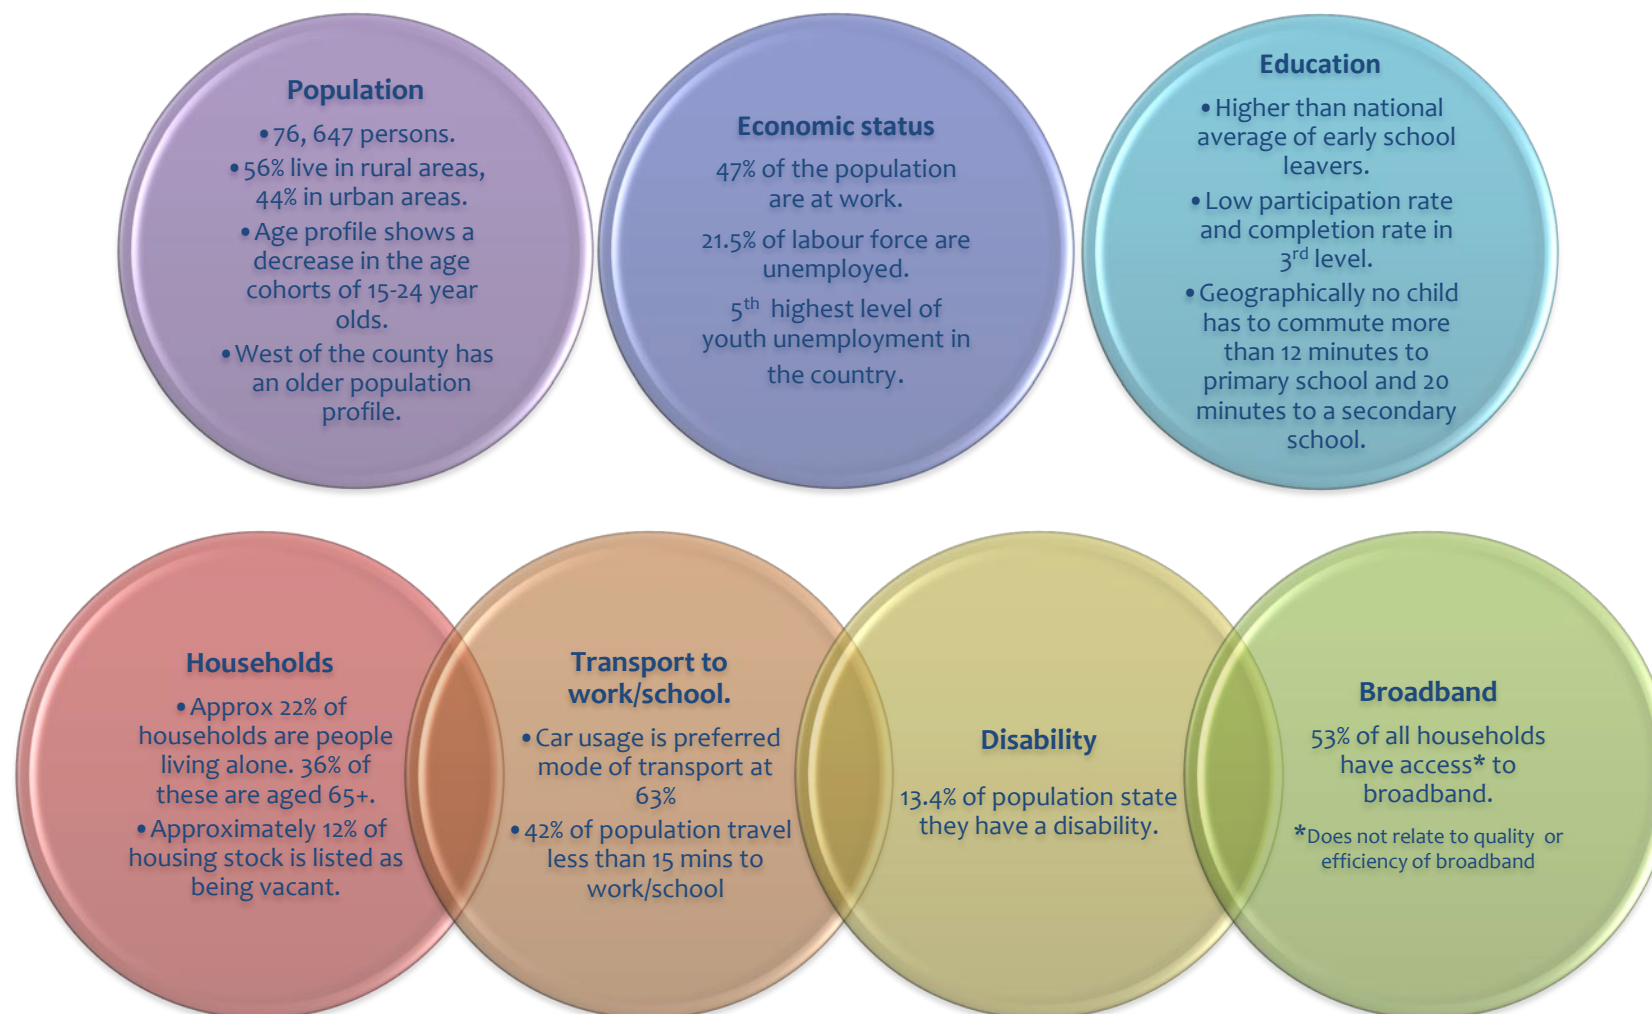 Population
• 76, 647 persons.
• 56% live in rural areas,
44% in urban areas.
• Age profile shows a
decrease in the age
cohorts of 15-24 year
olds.
• West of the county has
an older population
profile.
Economic status
47% of the population
are at work.
21.5% of labour force are
unemployed.
5th highest level of
youth unemployment in
the country.
Education
• Higher than national
average of early school
leavers.
• Low participation rate
and completion rate in
3rd level.
• Geographically no child
has to commute more
than 12 minutes to
primary school and 20
minutes to a secondary
school.
Households
• Approx 22% of
households are people
living alone. 36% of
these are aged 65+.
• Approximately 12% of
housing stock is listed as
being vacant.
Transport to
work/school.
• Car usage is preferred
mode of transport at
63%
• 42% of population travel
less than 15 mins to
work/school
Disability
13.4% of population state
they have a disability.
Broadband
53% of all households
have access* to
broadband.
*Does not relate to quality or
efficiency of broadband